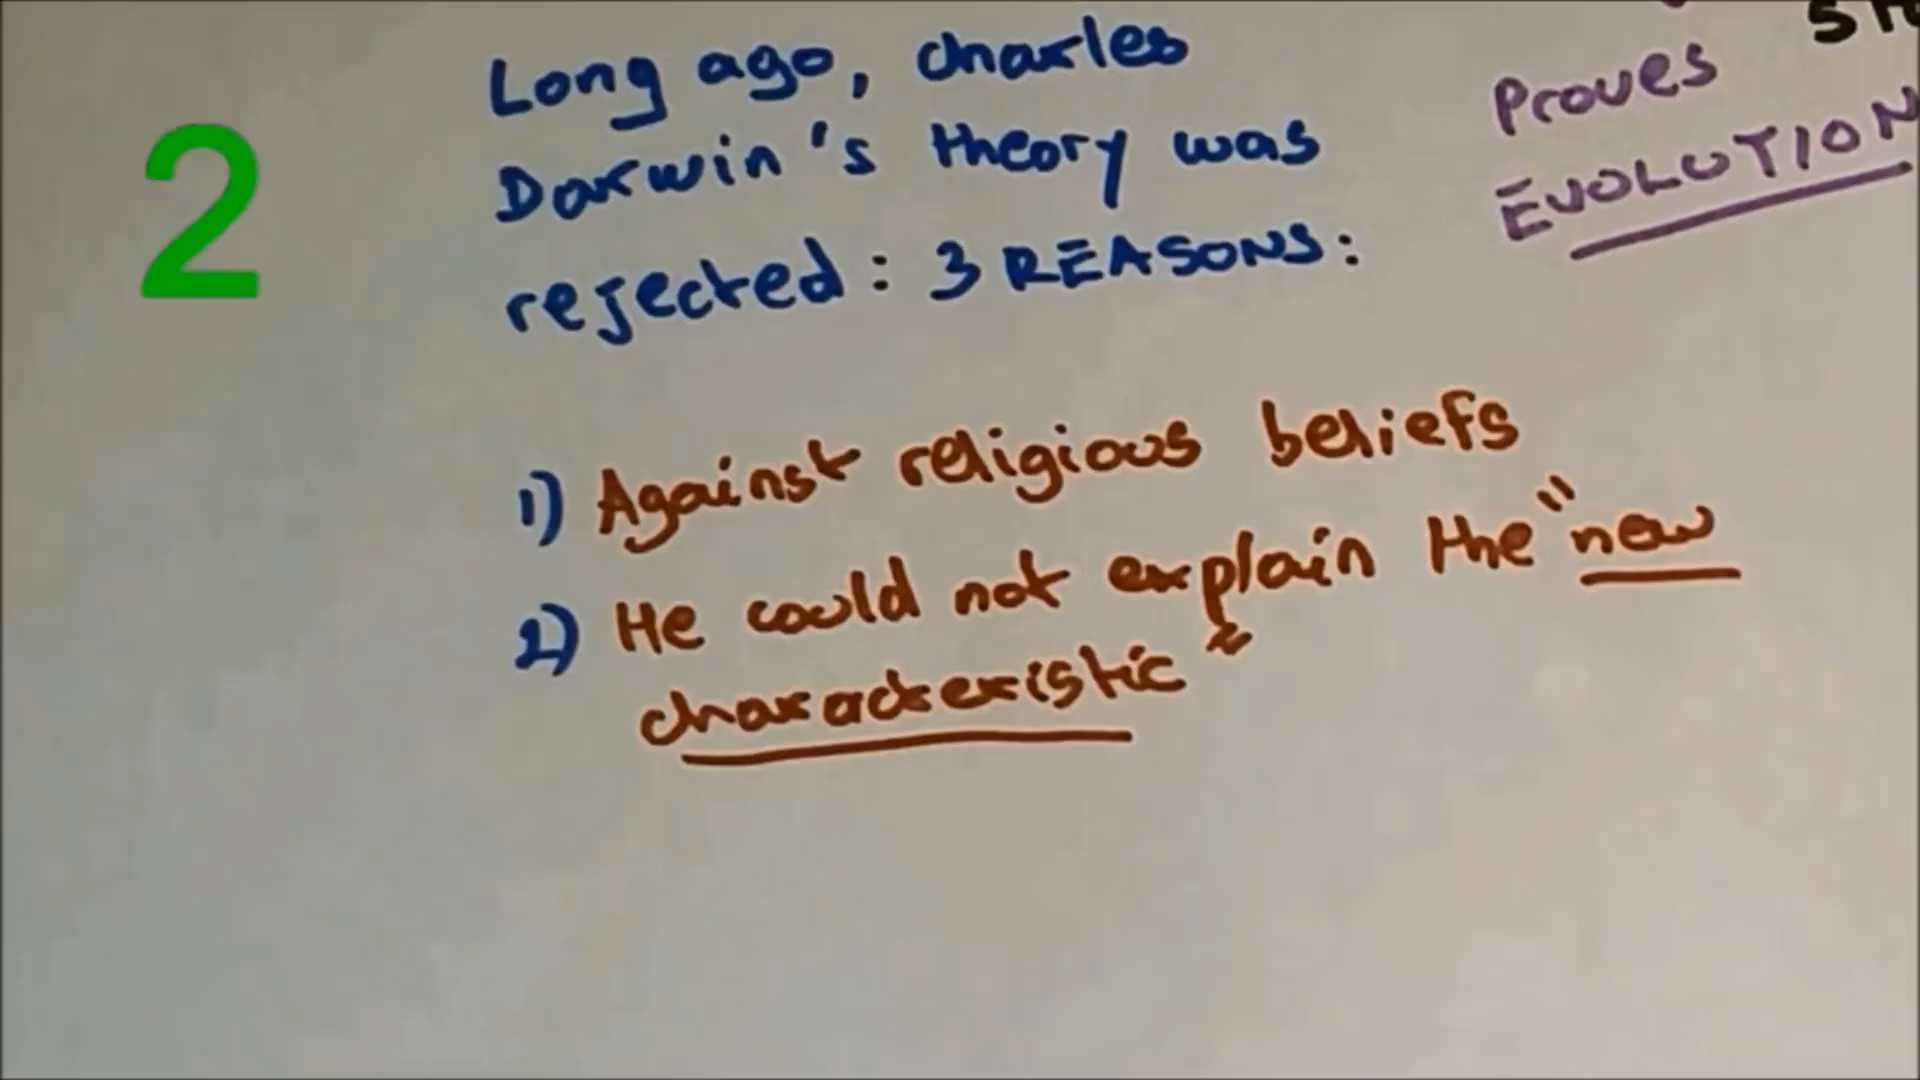 2
Long ago, charles
Darwin's theory was
rejected: 3 REASONS:
1) Against religious beliefs
2) He could not explain the "new
characteristic"
Proves
EVOLUTION